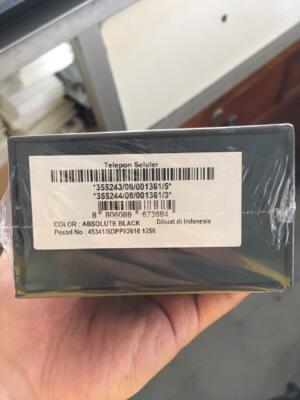 Telepon Seluler
*355243/08/001361/5*
*355244/08/001361/3*
8 806088 673684
COLOR : ABSOLUTE BLACK Dibuat di Indonesia
Postel No : 45341/SDPPI/2016 1258